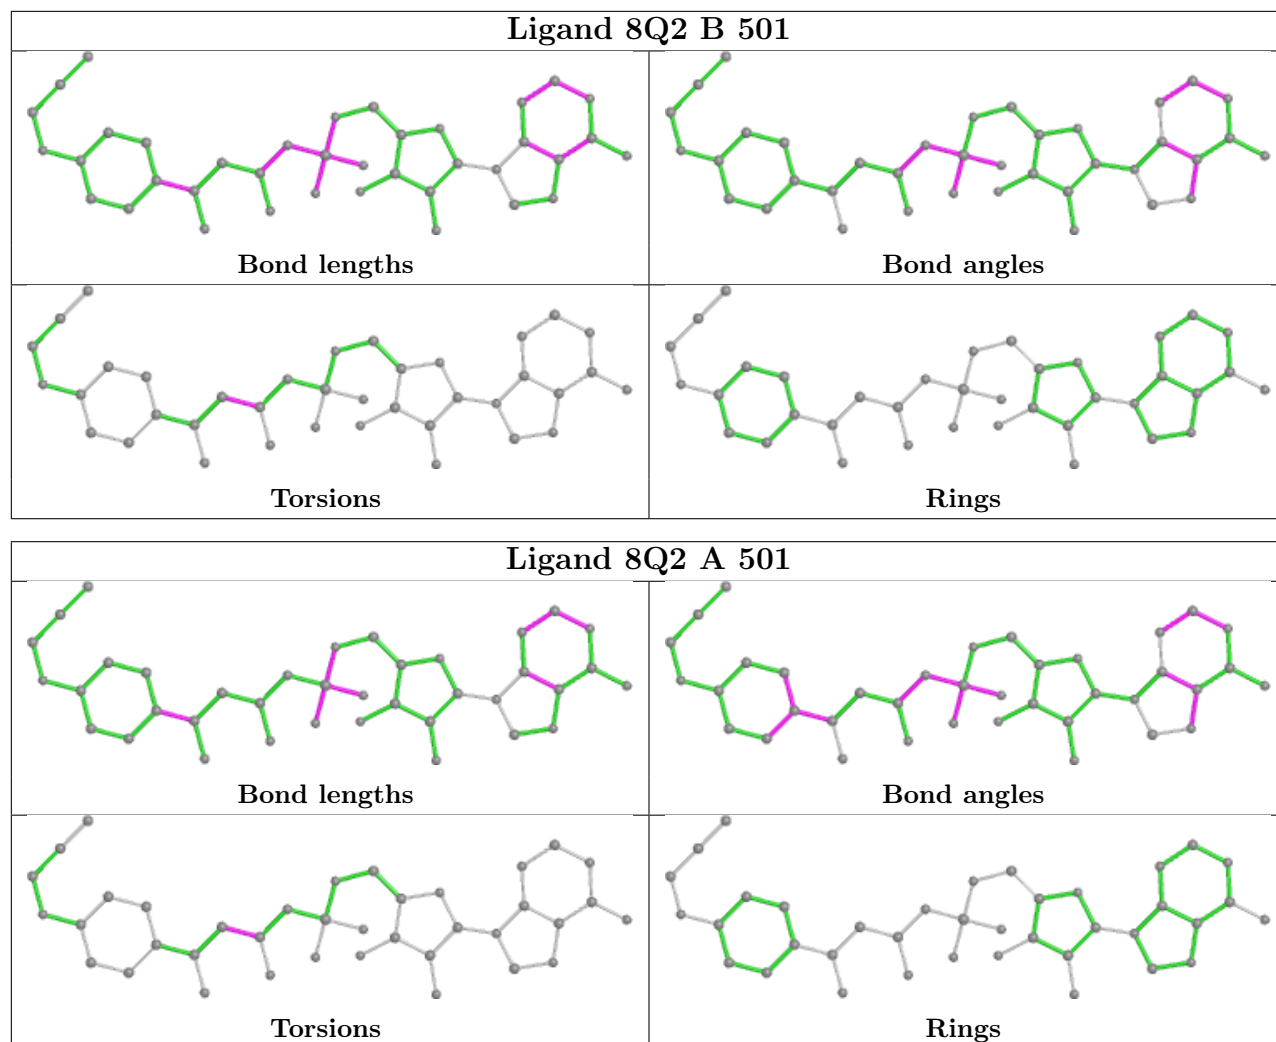 Ligand 8Q2 B 501
Bond lengths
Bond angles
Torsions
Rings
Ligand 8Q2 A 501
Bond lengths
Bond angles
Torsions
Rings